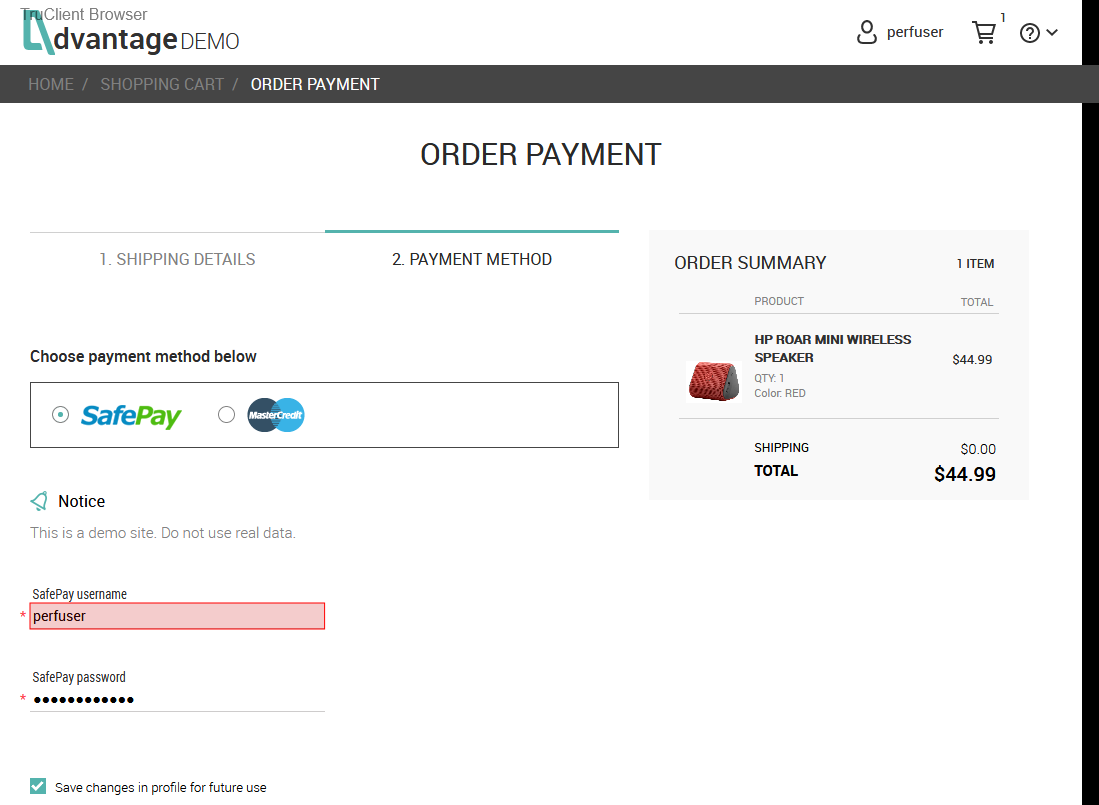 TruClient Browser
dvantage DEMO
perfuser
1
?
HOME / SHOPPING CART / ORDER PAYMENT
ORDER PAYMENT
1. SHIPPING DETAILS
2. PAYMENT METHOD
Choose payment method below
SafePay
MasterCredit
Notice
This is a demo site. Do not use real data.
SafePay username
* perfuser
SafePay password
* ●●●●●●●●●●●●
Save changes in profile for future use
ORDER SUMMARY
1 ITEM
PRODUCT
TOTAL
HP ROAR MINI WIRELESS
SPEAKER
$44.99
QTY: 1
Color: RED
SHIPPING
$0.00
TOTAL
$44.99